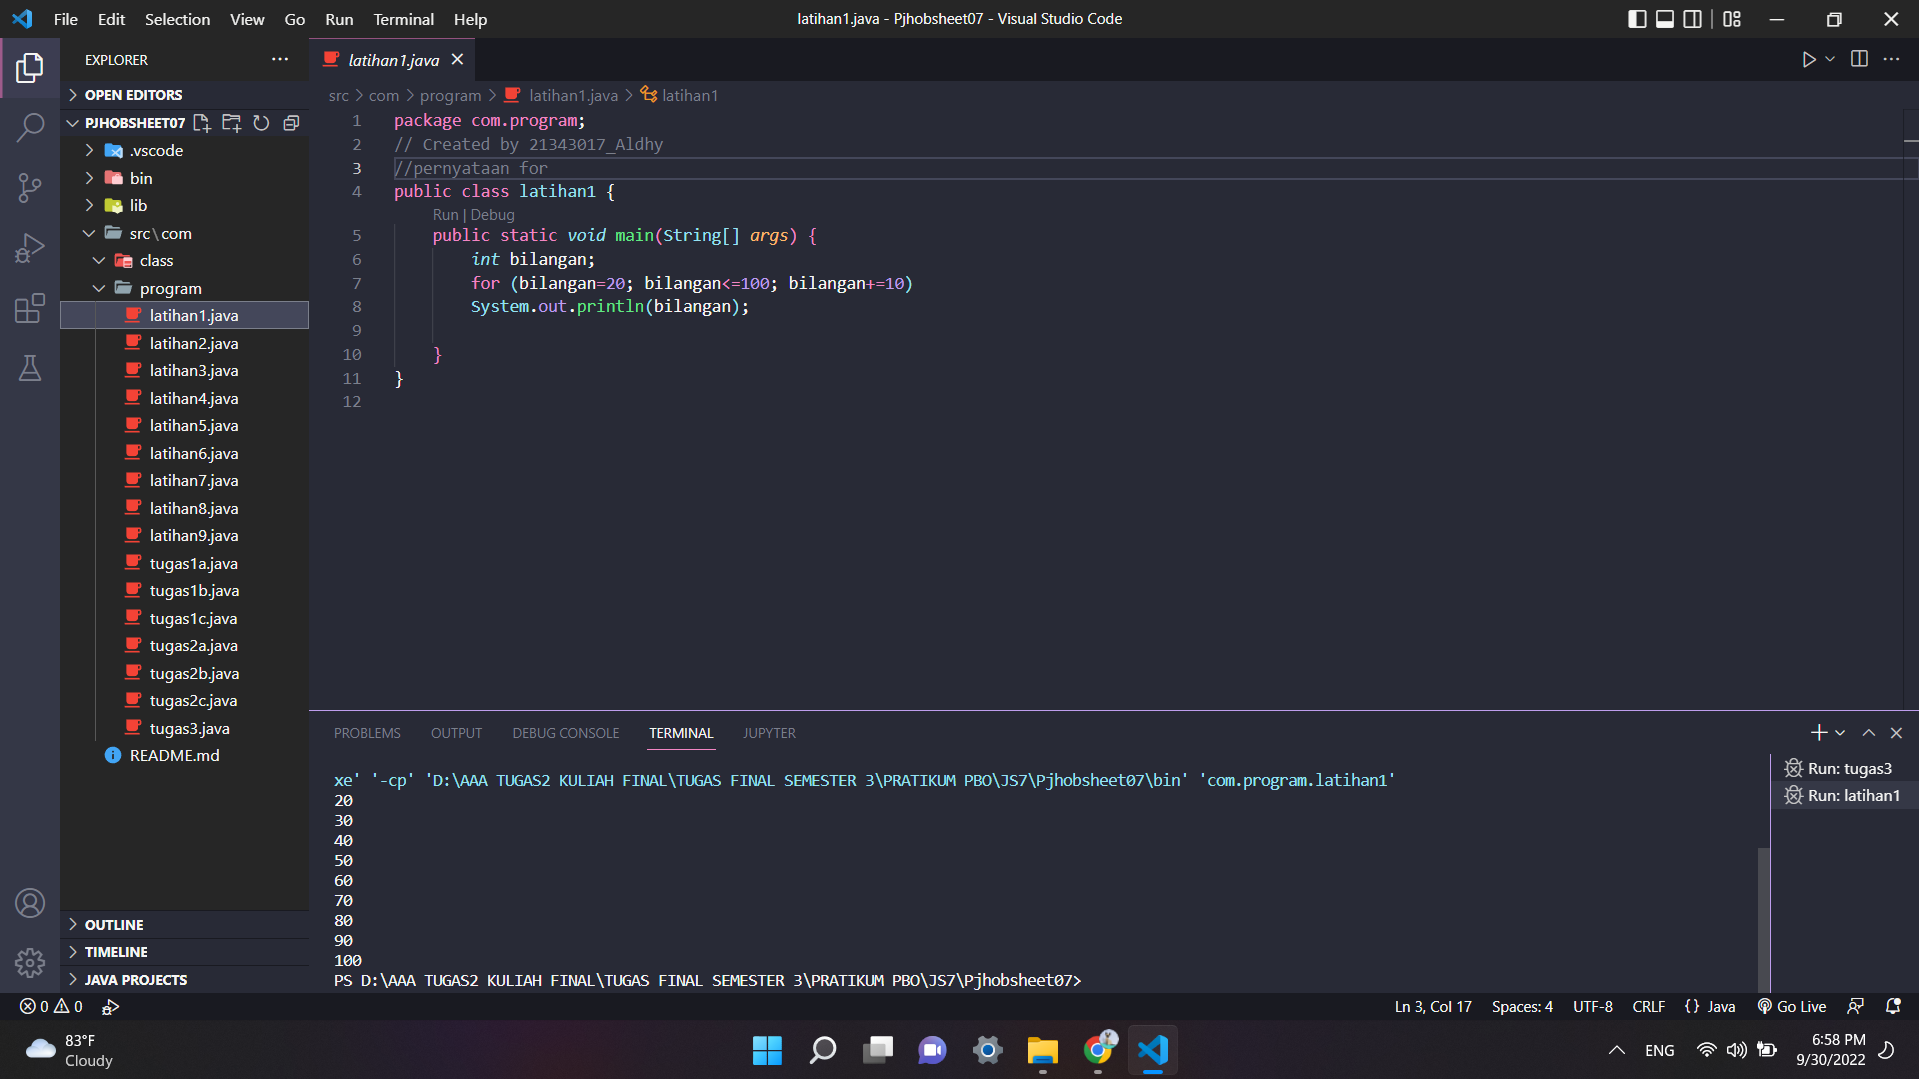 File Edit Selection View Go Run Terminal Help
latihan1.java - Pjhobsheet07 - Visual Studio Code
EXPLORER
latihan1.java
OPEN EDITORS
PJHOBSHEET07
.vscode
bin
lib
src\com
class
program
latihan1.java
latihan2.java
latihan3.java
latihan4.java
latihan5.java
latihan6.java
latihan7.java
latihan8.java
latihan9.java
tugas1a.java
tugas1b.java
tugas1c.java
tugas2a.java
tugas2b.java
tugas2c.java
tugas3.java
README.md
OUTLINE
TIMELINE
JAVA PROJECTS
src > com > program > latihan1.java > latihan1
1 package com.program;
2 // Created by 21343017_Aldhy
3 //pernyataan for
4 public class latihan1 {
Run | Debug
5 public static void main(String[] args) {
6 int bilangan;
7 for (bilangan=20; bilangan<=100; bilangan+=10)
8 System.out.println(bilangan);
9
10 }
11 }
12
PROBLEMS OUTPUT DEBUG CONSOLE TERMINAL JUPYTER
xe' '-cp' 'D:\AAA TUGAS2 KULIAH FINAL\TUGAS FINAL SEMESTER 3\PRATIKUM PBO\JS7\Pjhobsheet07\bin' 'com.program.latihan1'
20
30
40
50
60
70
80
90
100
PS D:\AAA TUGAS2 KULIAH FINAL\TUGAS FINAL SEMESTER 3\PRATIKUM PBO\JS7\Pjhobsheet07>
Run: tugas3
Run: latihan1
0 0
Ln 3, Col 17 Spaces: 4 UTF-8 CRLF {} Java Go Live
83°F
Cloudy
ENG
6:58 PM
9/30/2022